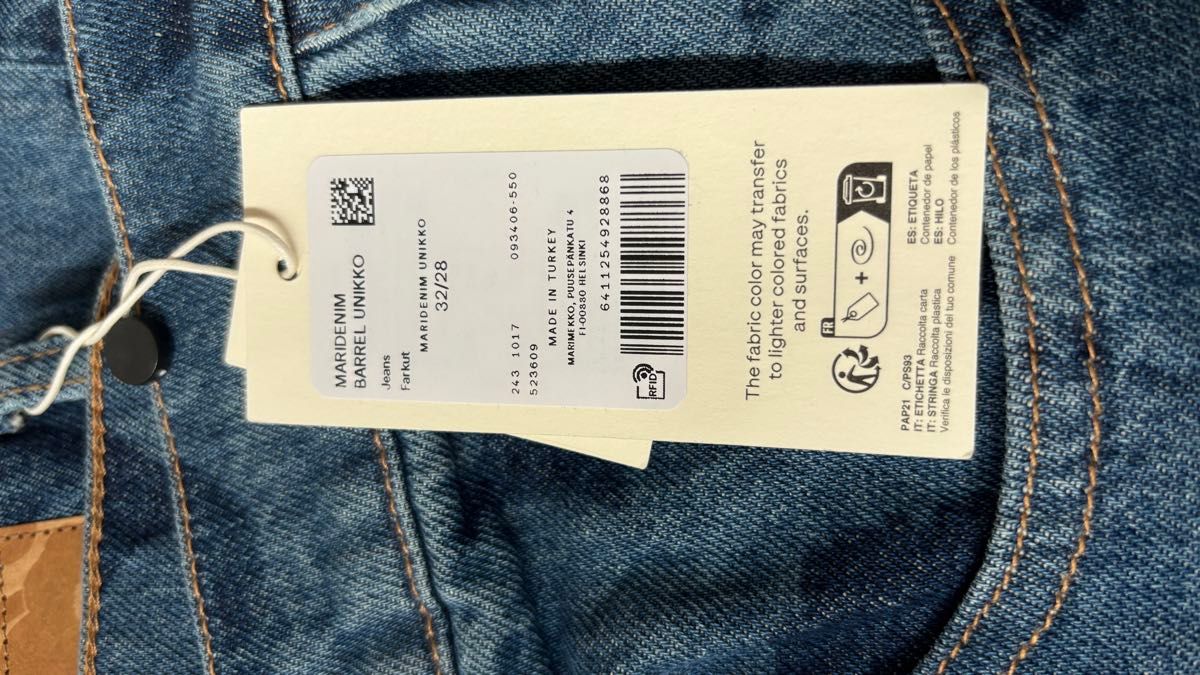 MARIDENIM
BARREL UNIKKO
Jeans
Farkut
MARIDENIM UNIKKO
32/28
243 1017 093406-550
523609
MADE IN TURKEY
MARIMEKKO, PUUSEPÄNKATU 4
FI-00880 HELSINKI
6411254928868
RFID
The fabric color may transfer
to lighter colored fabrics
and surfaces.
FR
+
PAP21 C/PS93
IT: ETICHETTA Raccolta carta
IT: STRINGA Raccolta plastica
Verifica le disposizioni del tuo comune
ES: ETIQUETA
Contenedor de papel
ES: HILO
Contenedor de los plásticos